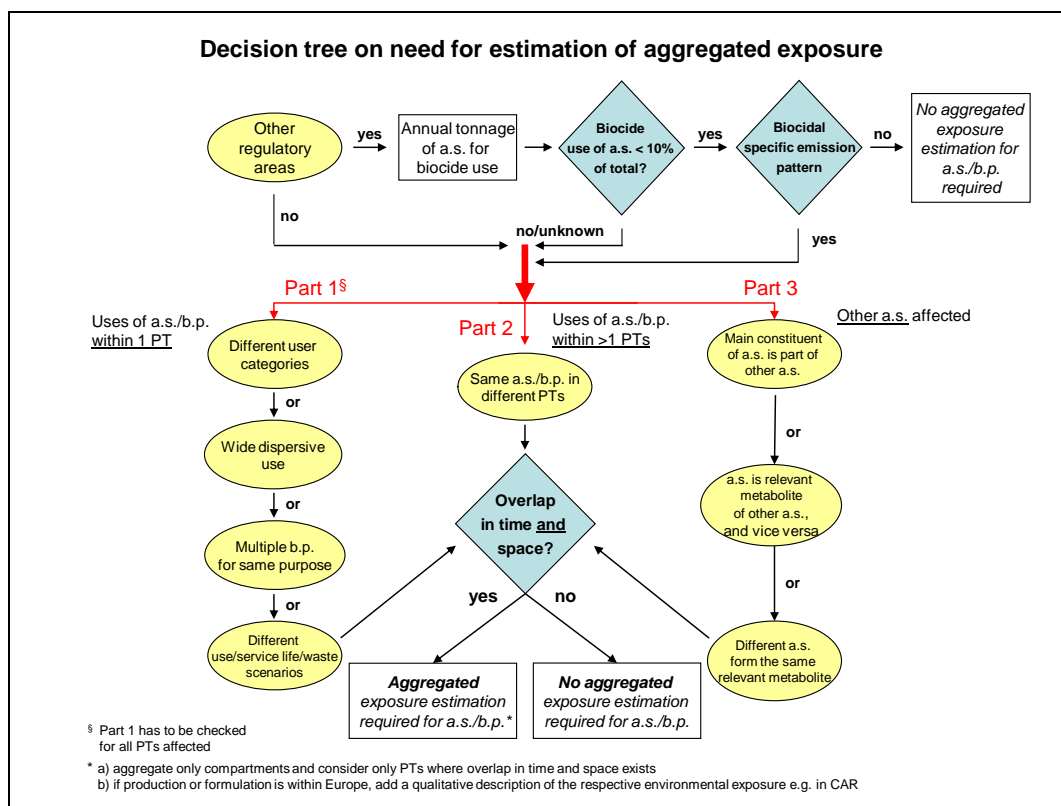 Decision tree on need for estimation of aggregated exposure
Other
regulatory
areas
yes
Annual tonnage
of a.s. for
biocide use
Biocide
use of a.s. < 10%
of total?
yes
Biocidal
specific emission
pattern
no
No aggregated
exposure
estimation for
a.s./b.p.
required
no
no/unknown
yes
Part 1§
Part 2
Part 3
Uses of a.s./b.p.
within 1 PT
Uses of a.s./b.p.
within >1 PTs
Other a.s. affected
Different user
categories
or
Wide dispersive
use
or
Multiple b.p.
for same purpose
or
Different
use/service life/waste
scenarios
Same a.s./b.p. in
different PTs
Overlap
in time and
space?
yes
no
Aggregated
exposure estimation
required for a.s./b.p.*
No aggregated
exposure estimation
required for a.s./b.p.
Main constituent
of a.s. is part of
other a.s.
or
a.s. is relevant
metabolite
of other a.s.,
and vice versa
or
Different a.s.
form the same
relevant metabolite
§ Part 1 has to be checked
for all PTs affected
* a) aggregate only compartments and consider only PTs where overlap in time and space exists
b) if production or formulation is within Europe, add a qualitative description of the respective environmental exposure e.g. in CAR